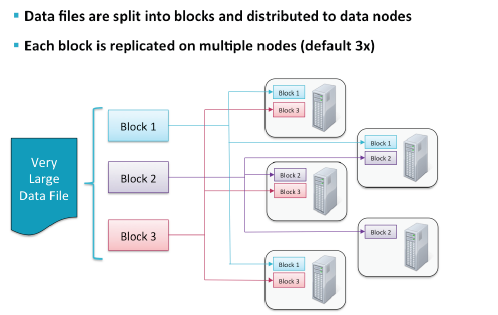 Data files are split into blocks and distributed to data nodes
Each block is replicated on multiple nodes (default 3x)
Very
Large
Data File
Block 1
Block 2
Block 3
Block 1
Block 3
Block 1
Block 2
Block 2
Block 3
Block 2
Block 1
Block 3